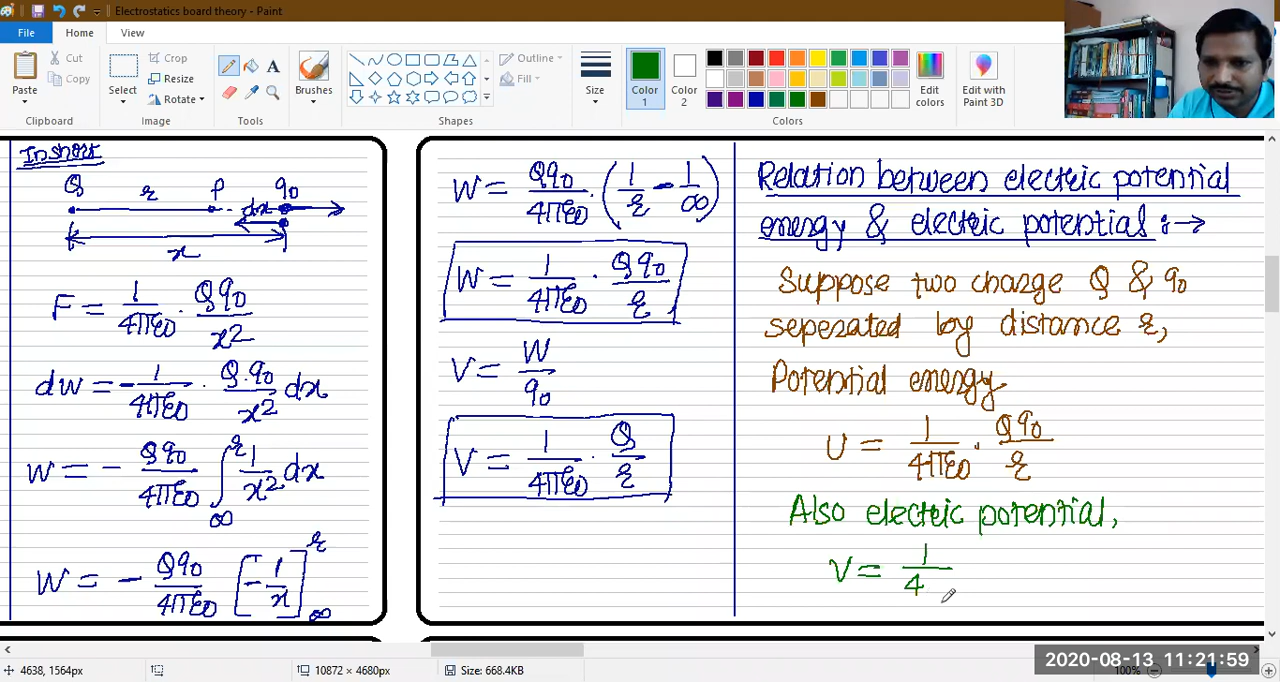 Electrostatics board theory - Paint
File
Home
View
Paste
Cut
Copy
Clipboard
Select
Crop
Resize
Rotate
Image
Tools
Brushes
Shapes
Outline
Fill
Size
Color 1
Color 2
Edit colors
Edit with Paint 3D
Colors
In short
Q r P dx q₀
x
F = 1/4πε₀ · Qq₀/x²
dw = -1/4πε₀ · Q.q₀/x² dx
W = - Qq₀/4πε₀ ∫∞^r 1/x² dx
W = - Qq₀/4πε₀ [-1/x]∞^r
W = Qq₀/4πε₀ · (1/r - 1/∞)
W = 1/4πε₀ · Qq₀/r
V = W/q₀
V = 1/4πε₀ · Q/r
Relation between electric potential
energy & electric potential :→
Suppose two charge Q & q₀
seperated by distance r,
Potential energy
U = 1/4πε₀ · Qq₀/r
Also electric potential,
V = 1/4
4638, 1564px
10872 × 4680px
Size: 668.4KB
100%
2020-08-13 11:21:59